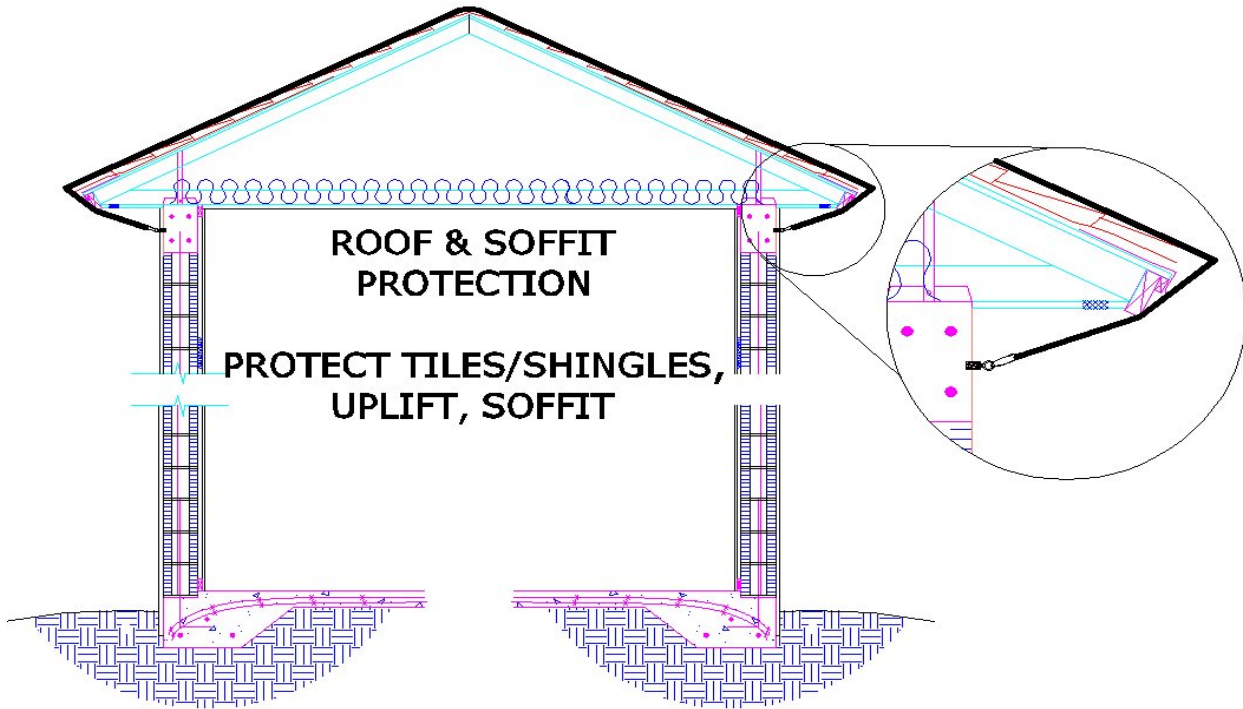 ROOF & SOFFIT
PROTECTION
PROTECT TILES/SHINGLES,
UPLIFT, SOFFIT